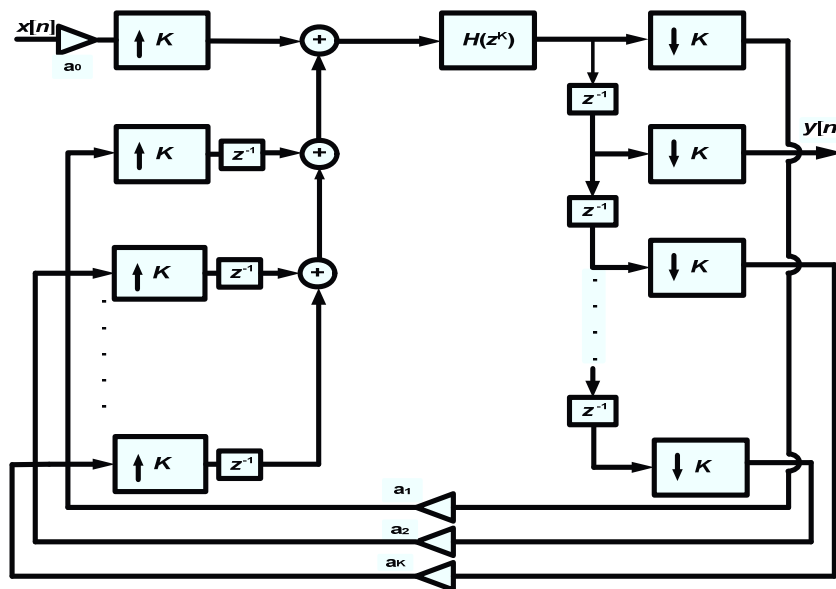 x[n]
a₀
K
+
H(zᴷ)
K
z⁻¹
K
z⁻¹
+
K
y[n
z⁻¹
K
z⁻¹
+
K
z⁻¹
K
z⁻¹
K
a₁
a₂
aₖ